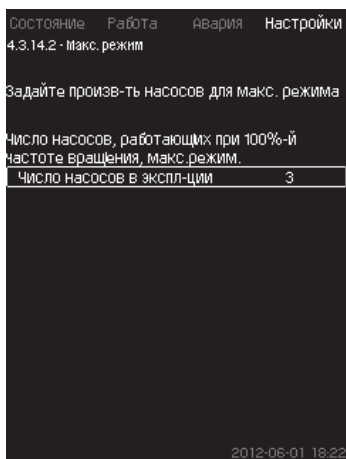 Состояние Работа Авария Настройки
4.3.14.2 - Макс. режим
Задайте произв-ть насосов для макс. режима
Число насосов, работающих при 100%-й
частоте вращения, макс.режим.
Число насосов в экспл-ции 3
2012-06-01 18:22